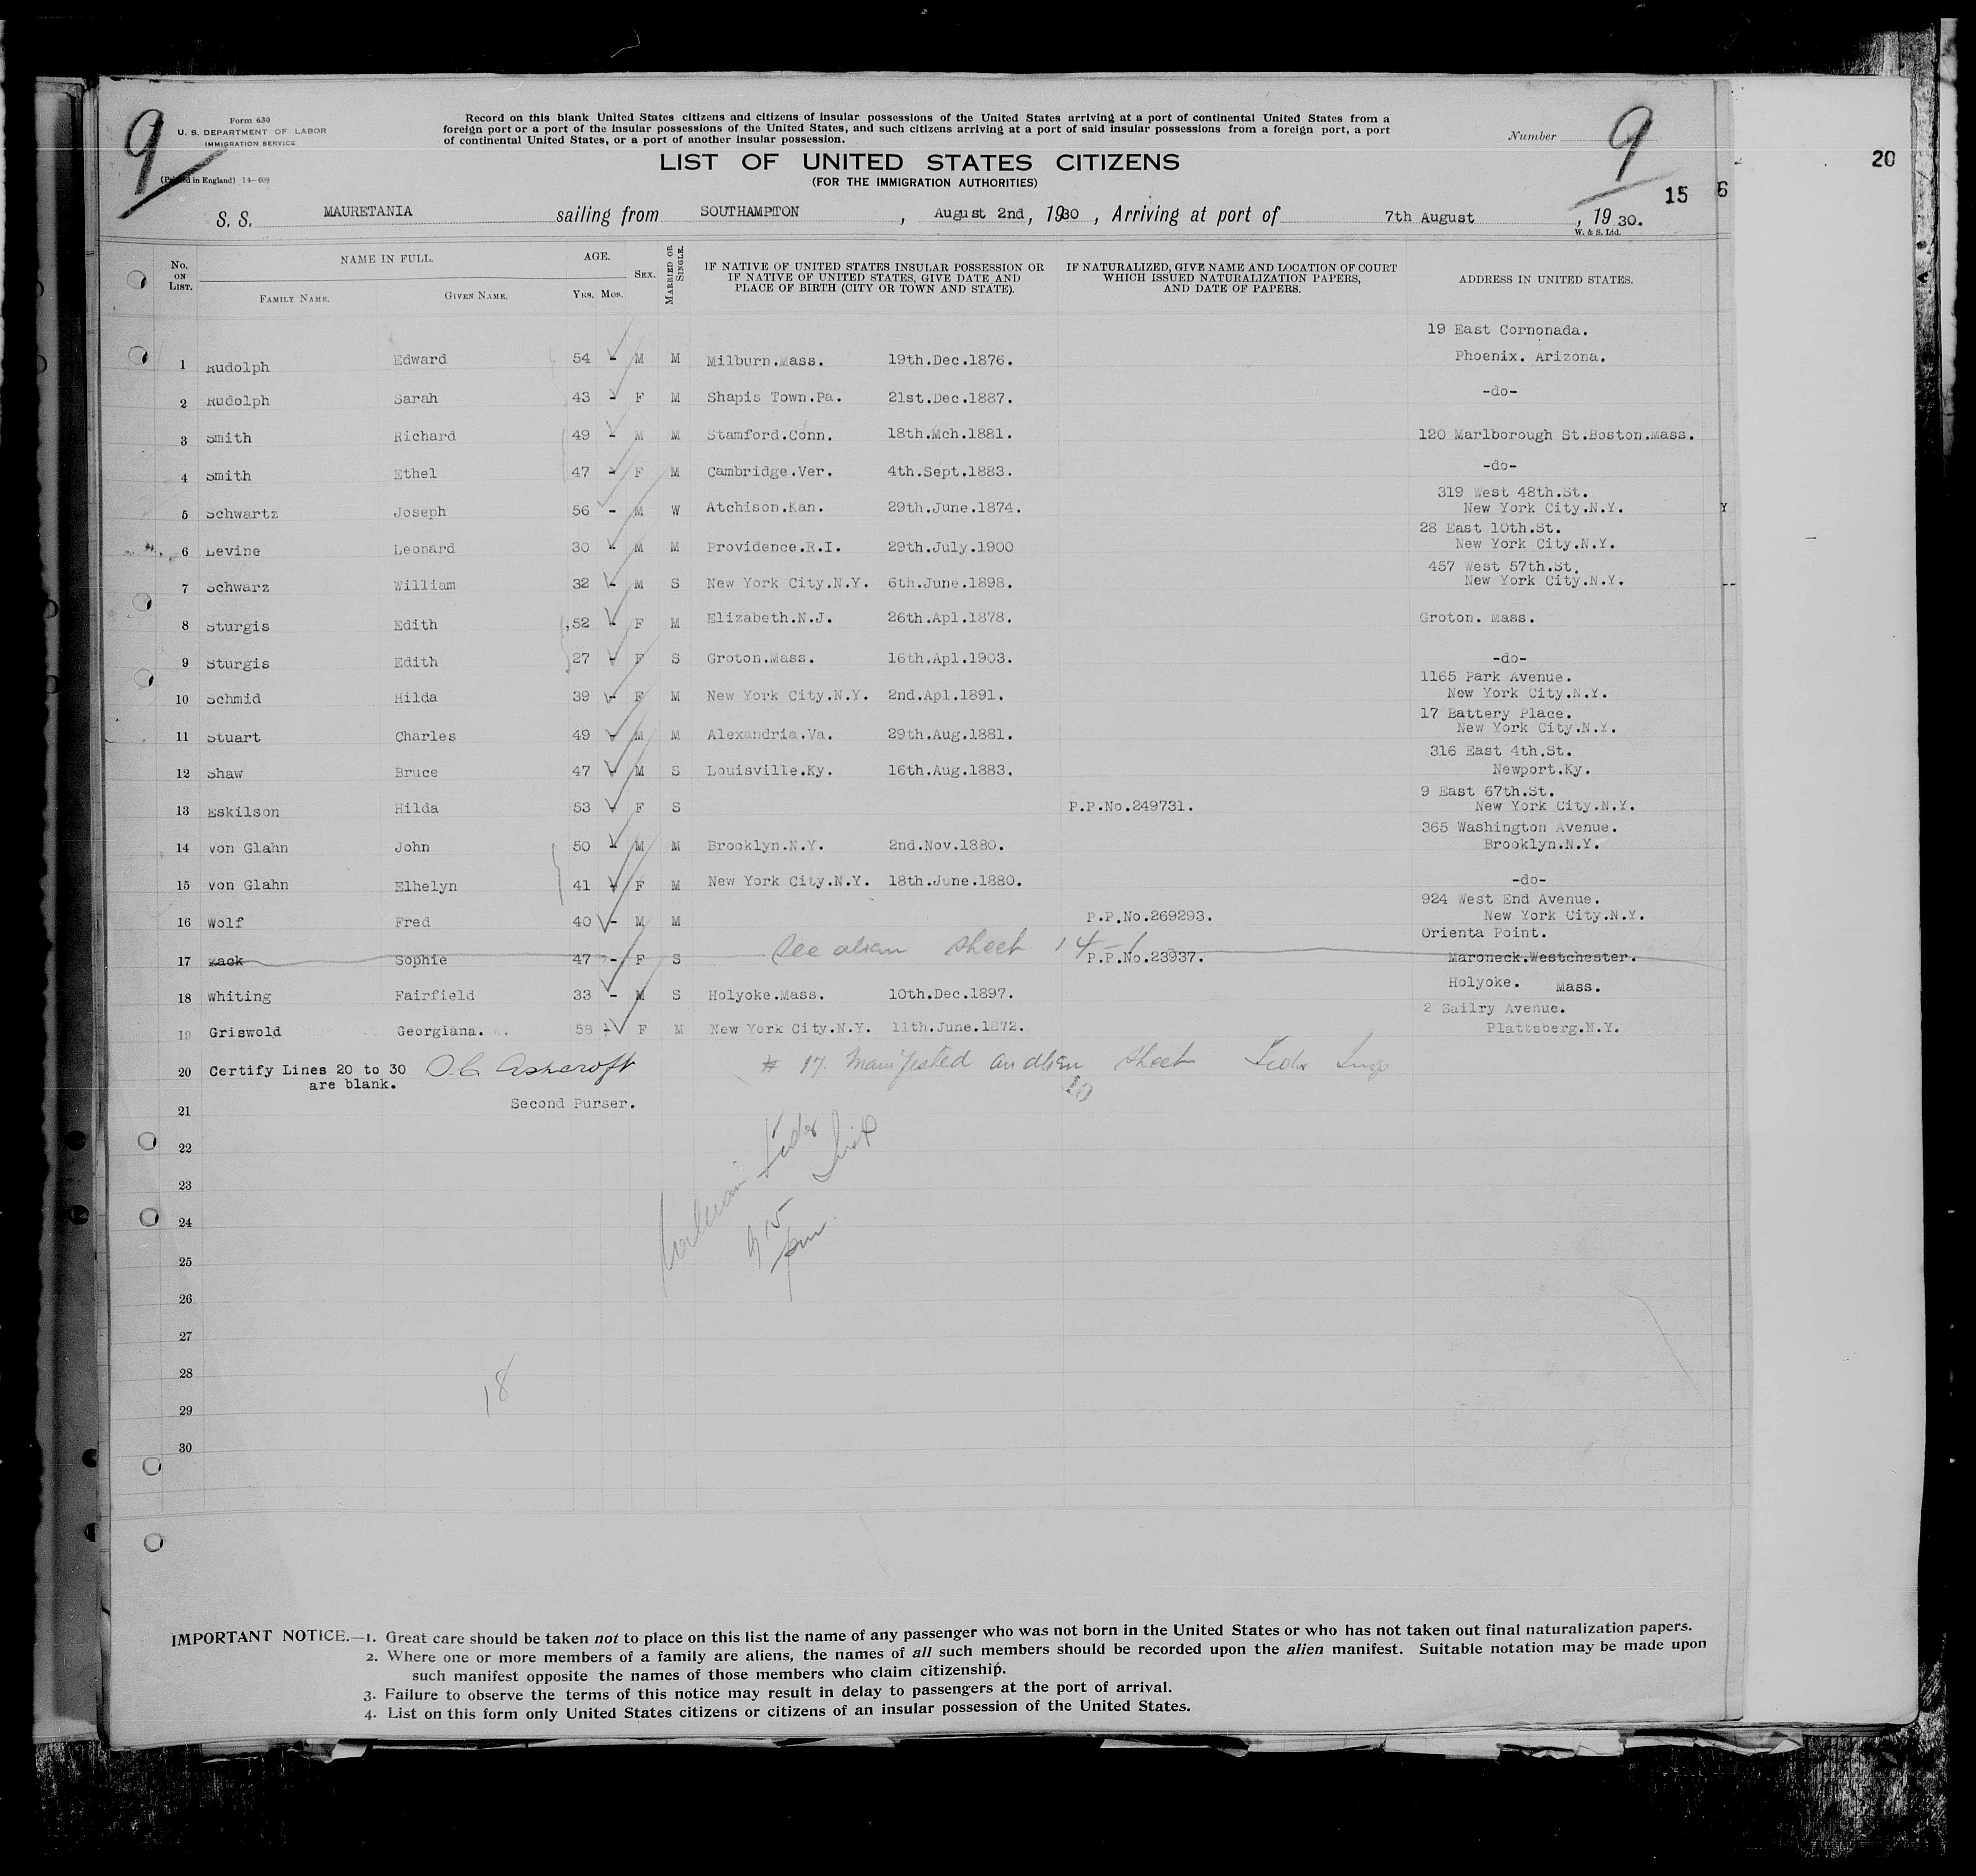 9
Form 630
U. S. DEPARTMENT OF LABOR
IMMIGRATION SERVICE
(Printed in England) 14—609
Record on this blank United States citizens and citizens of insular possessions of the United States arriving at a port of continental United States from a
foreign port or a port of the insular possessions of the United States, and such citizens arriving at a port of said insular possessions from a foreign port, a port
of continental United States, or a port of another insular possession.
Number 9
LIST OF UNITED STATES CITIZENS
(FOR THE IMMIGRATION AUTHORITIES)
20
15 6
S. S. MAURETANIA sailing from SOUTHAMPTON, August 2nd, 1930, Arriving at port of 7th August, 1930.
W. & S. Ltd.
No. ON LIST. NAME IN FULL. FAMILY NAME. GIVEN NAME. AGE. YRS. MOS. SEX. MARRIED OR SINGLE. IF NATIVE OF UNITED STATES INSULAR POSSESSION OR IF NATIVE OF UNITED STATES, GIVE DATE AND PLACE OF BIRTH (CITY OR TOWN AND STATE). IF NATURALIZED, GIVE NAME AND LOCATION OF COURT WHICH ISSUED NATURALIZATION PAPERS, AND DATE OF PAPERS. ADDRESS IN UNITED STATES.
19 East Cornonada.
1 Rudolph Edward 54 - M M Milburn.Mass. 19th.Dec.1876. Phoenix. Arizona.
2 Rudolph Sarah 43 - F M Shapis Town.Pa. 21st.Dec.1887. -do-
3 Smith Richard 49 - M M Stamford.Conn. 18th.Mch.1881. 120 Marlborough St.Boston.Mass.
4 Smith Ethel 47 - F M Cambridge.Ver. 4th.Sept.1883. -do-
319 West 48th.St.
5 Schwartz Joseph 56 - M W Atchison.Kan. 29th.June.1874. New York City.N.Y. Y
28 East 10th.St.
6 Levine Leonard 30 - M M Providence.R.I. 29th.July.1900 New York City.N.Y.
457 West 57th.St.
7 Schwarz William 32 - M S New York City.N.Y. 6th.June.1898. New York City.N.Y.
8 Sturgis Edith 52 - F M Elizabeth.N.J. 26th.Apl.1878. Groton. Mass.
9 Sturgis Edith 27 - F S Groton.Mass. 16th.Apl.1903. -do-
1165 Park Avenue.
10 Schmid Hilda 39 - F M New York City.N.Y. 2nd.Apl.1891. New York City.N.Y.
17 Battery Place.
11 Stuart Charles 49 - M M Alexandria.Va. 29th.Aug.1881. New York City.N.Y.
316 East 4th.St.
12 Shaw Bruce 47 - M S Louisville.Ky. 16th.Aug.1883. Newport.Ky.
9 East 67th.St.
13 Eskilson Hilda 53 - F S P.P.No.249731. New York City.N.Y.
365 Washington Avenue.
14 von Glahn John 50 - M M Brooklyn.N.Y. 2nd.Nov.1880. Brooklyn.N.Y.
15 von Glahn Elhelyn 41 - F M New York City.N.Y. 18th.June.1880. -do-
924 West End Avenue.
16 Wolf Fred 40 - M M P.P.No.269293. New York City.N.Y.
See alien sheet 14-1 Orienta Point.
17 Zack Sophie 47 - F S P.P.No.23937. Maroneck.Westchester.
18 Whiting Fairfield 33 - M S Holyoke.Mass. 10th.Dec.1897. Holyoke. Mass.
2 Sailry Avenue.
19 Griswold Georgiana. 58 - F M New York City.N.Y. 11th.June.1872. Plattsberg.N.Y.
20 Certify Lines 20 to 30 O.C. Ashcroft # 17. Manifested an alien sheet
are blank.
21 Second Purser.
22
23
24
25
26
27
28
29
30
9 15
pm
18
IMPORTANT NOTICE.—1. Great care should be taken not to place on this list the name of any passenger who was not born in the United States or who has not taken out final naturalization papers.
2. Where one or more members of a family are aliens, the names of all such members should be recorded upon the alien manifest. Suitable notation may be made upon
such manifest opposite the names of those members who claim citizenship.
3. Failure to observe the terms of this notice may result in delay to passengers at the port of arrival.
4. List on this form only United States citizens or citizens of an insular possession of the United States.